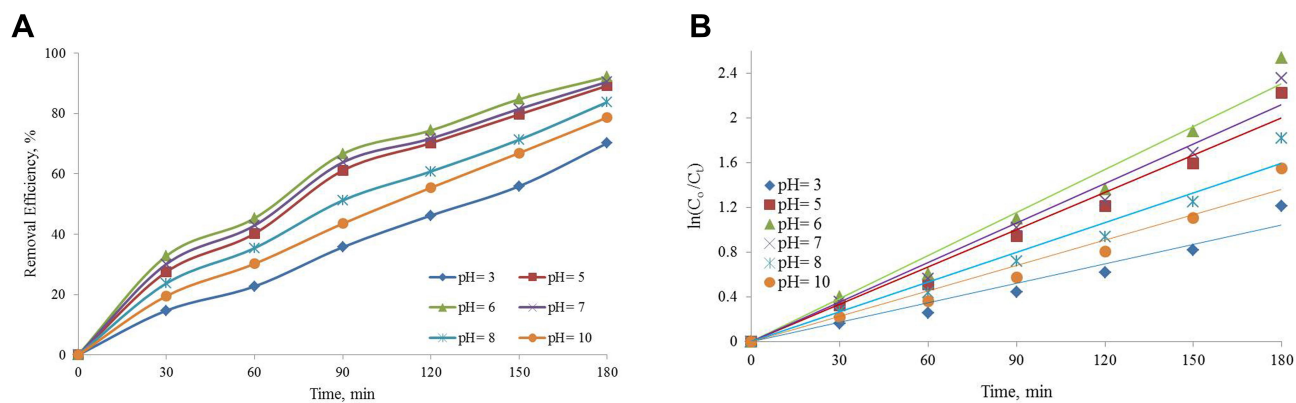 A
B
Removal Efficiency, %
100
80
60
40
20
0
0 30 60 90 120 150 180
Time, min
pH= 3 pH= 5
pH= 6 pH= 7
pH= 8 pH= 10
ln(C₀/Cₜ)
2.4
2
1.6
1.2
0.8
0.4
0
pH= 3
pH= 5
pH= 6
pH= 7
pH= 8
pH= 10
0 30 60 90 120 150 180
Time, min